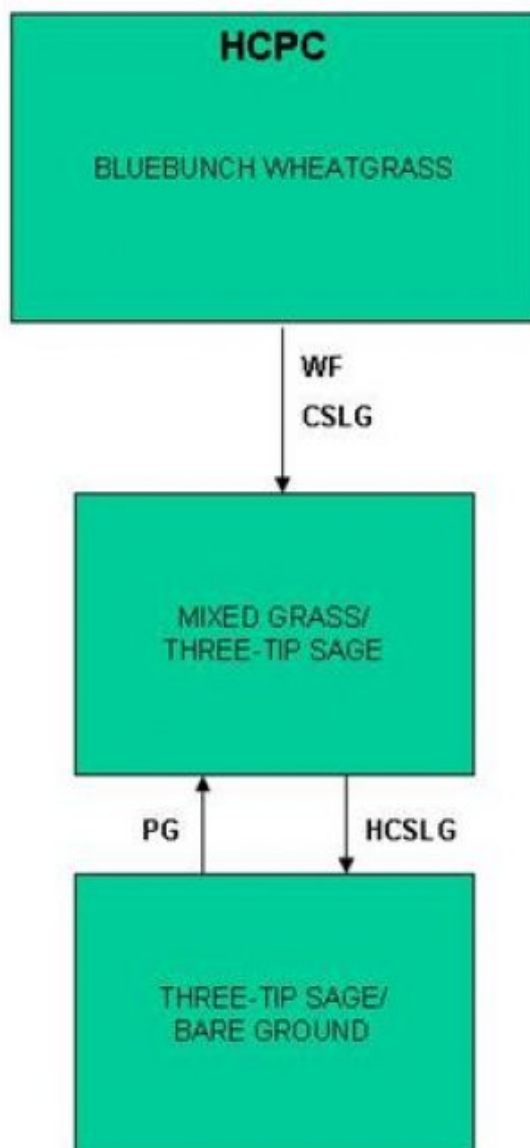 HCPC
BLUEBUNCH WHEATGRASS
WF
CSLG
MIXED GRASS/
THREE-TIP SAGE
PG
HCSLG
THREE-TIP SAGE/
BARE GROUND